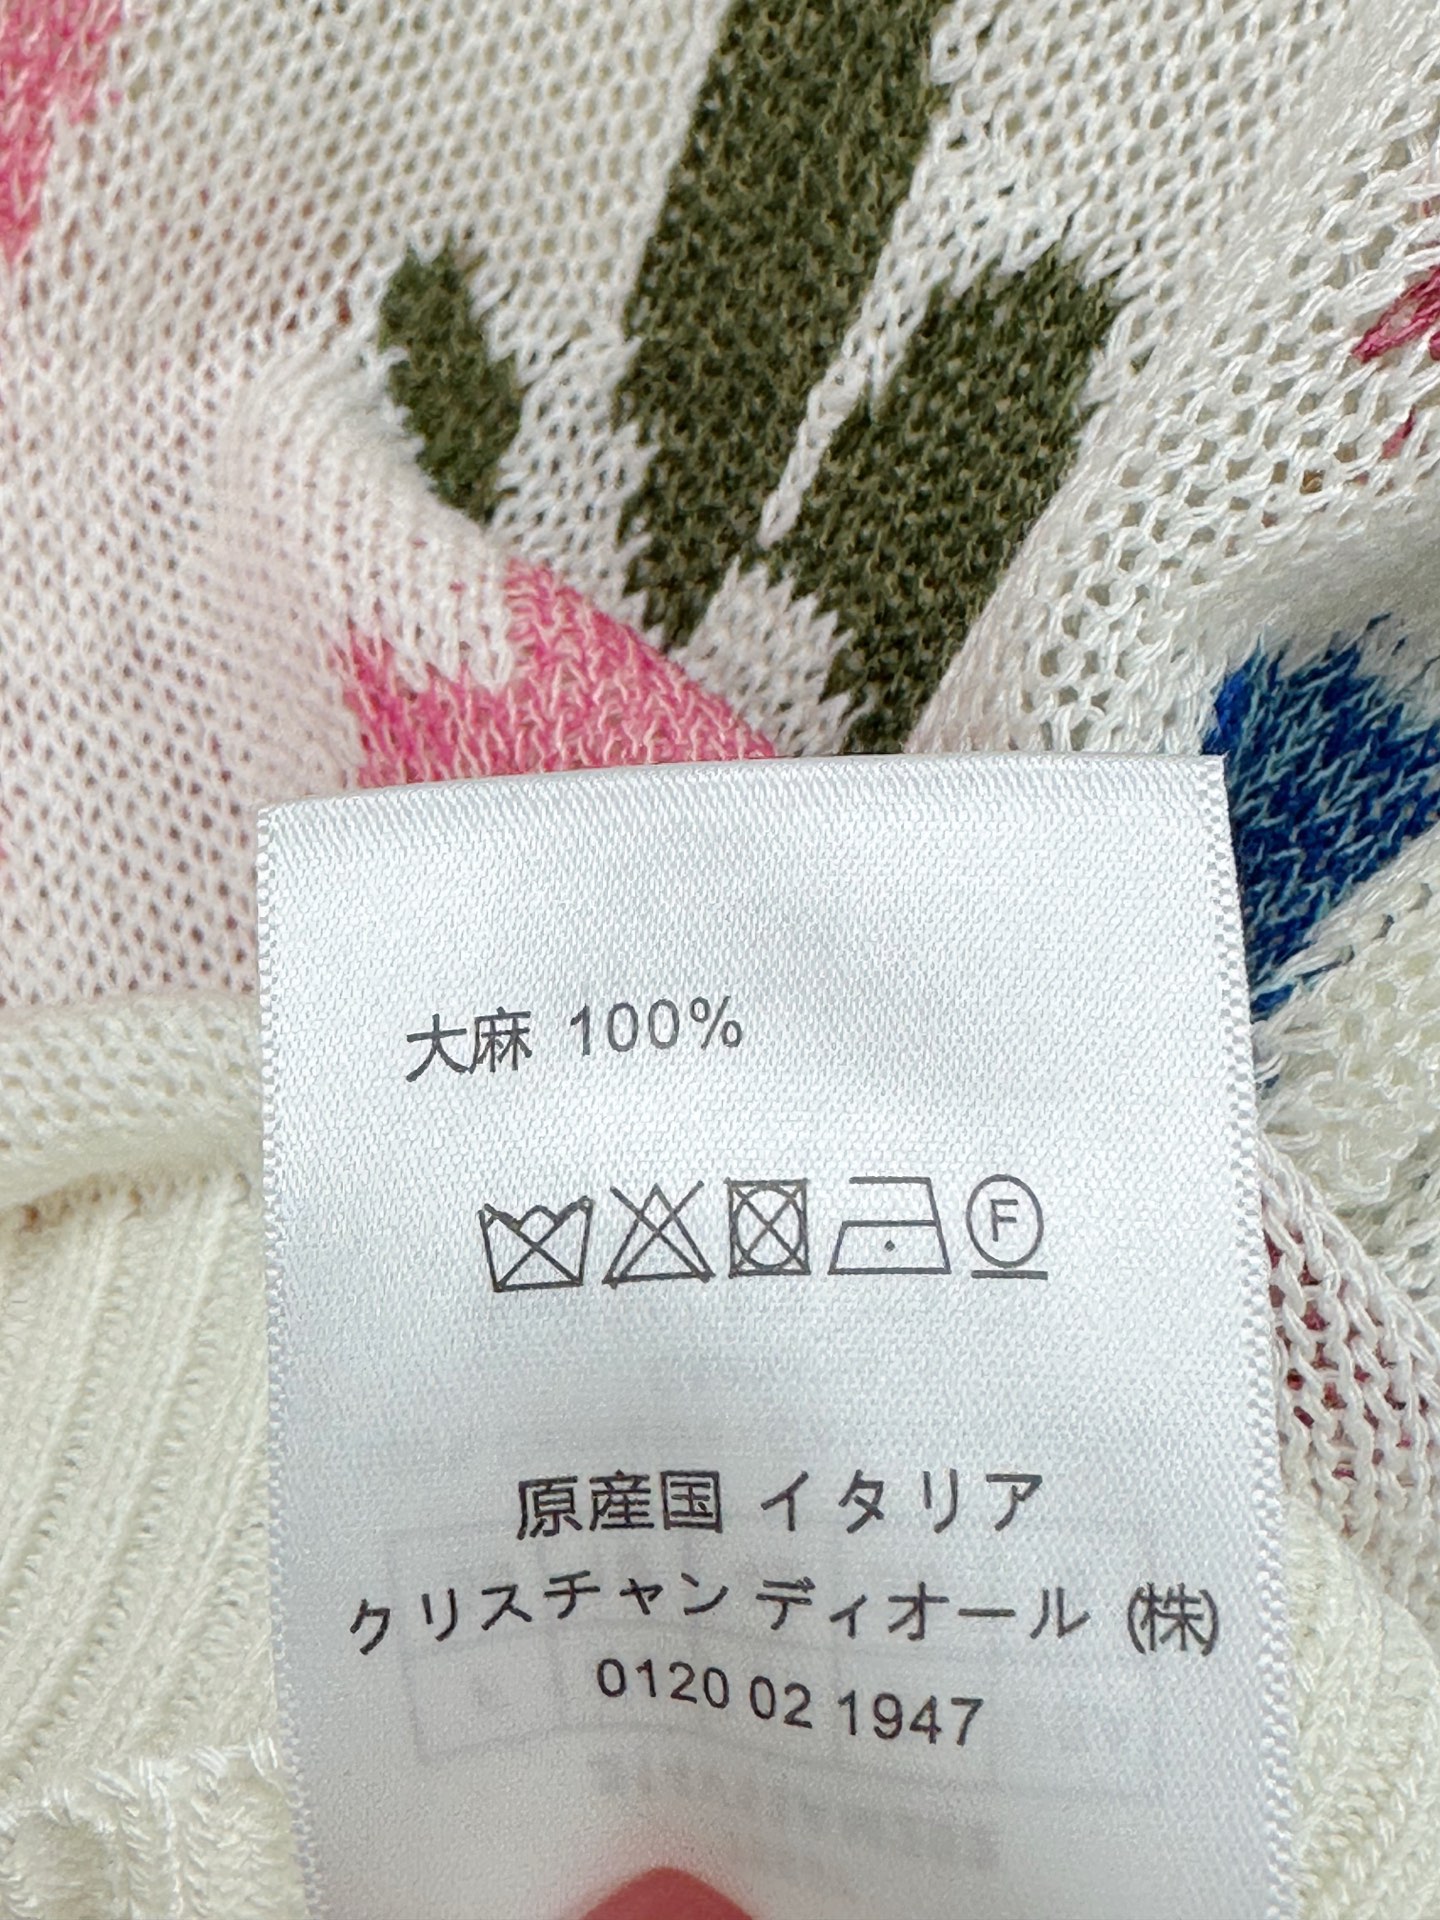 大麻 100%
F
原産国 イタリア
クリスチャン ディオール (株)
0120 02 1947